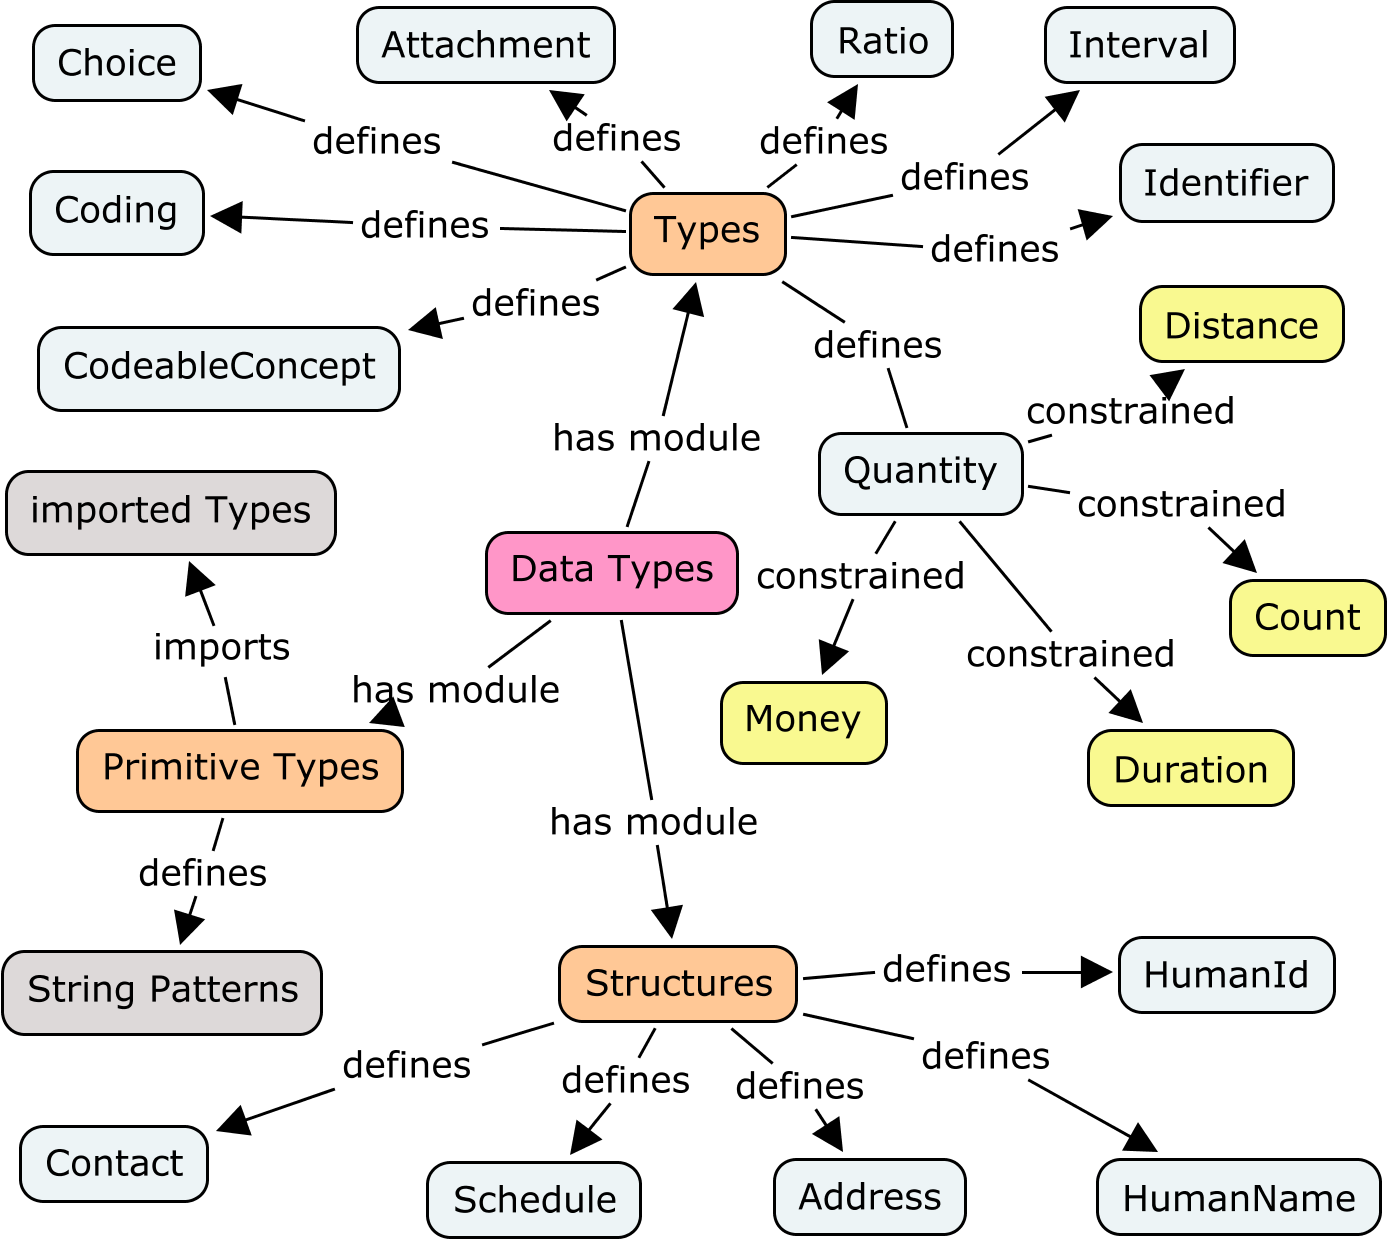 Choice
Attachment
Ratio
Interval
defines
defines
defines
defines
Identifier
Coding
defines
Types
defines
defines
CodeableConcept
defines
Distance
constrained
has module
Quantity
constrained
imported Types
Data Types
constrained
Count
imports
constrained
has module
Money
Primitive Types
Duration
has module
defines
String Patterns
Structures
defines
HumanId
defines
defines
defines
defines
Contact
Schedule
Address
HumanName